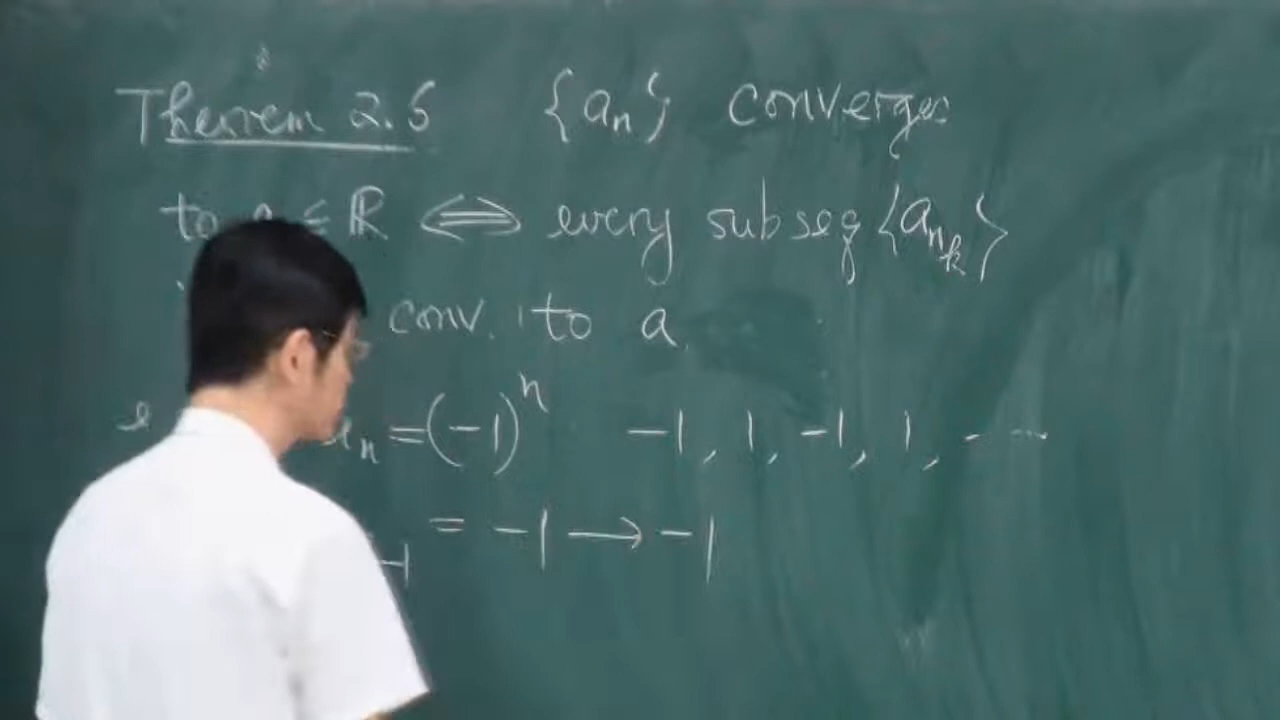 Theorem 2.5 {aₙ} converges
to ∈ ℝ ⟺ every subseq {aₙₖ}
conv. to a.
aₙ = (-1)ⁿ -1, 1, -1, 1, ...
-1 = -1 → -1